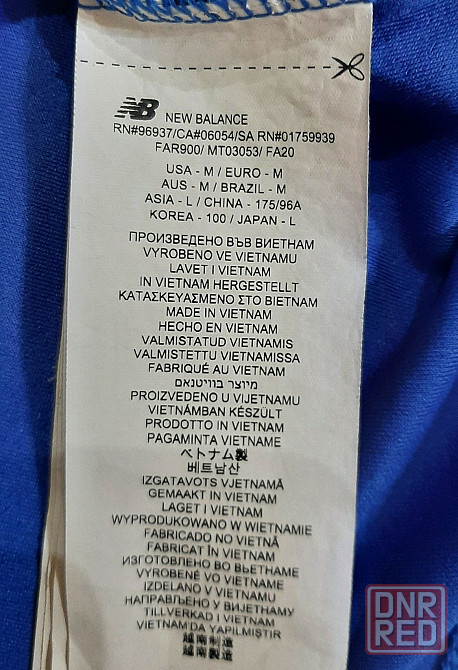 NB NEW BALANCE
RN#96937/CA#06054/SA RN#01759939
FAR900/ MT03053/ FA20
USA - M / EURO - M
AUS - M / BRAZIL - M
ASIA - L / CHINA - 175/96A
KOREA - 100 / JAPAN - L
ПРОИЗВЕДЕНО ВЪВ ВИЕТНАМ
VYROBENO VE VIETNAMU
LAVET I VIETNAM
IN VIETNAM HERGESTELLT
ΚΑΤΑΣΚΕΥΑΣΜΕΝΟ ΣΤΟ ΒΙΕΤΝΑΜ
MADE IN VIETNAM
HECHO EN VIETNAM
VALMISTATUD VIETNAMIS
VALMISTETTU VIETNAMISSA
FABRIQUÉ AU VIETNAM
מיוצר בוויטנאם
PROIZVEDENO U VIJETNAMU
VIETNÁMBAN KÉSZÜLT
PRODOTTO IN VIETNAM
PAGAMINTA VIETNAME
ベトナム製
베트남산
IZGATAVOTS VJETNAMĀ
GEMAAKT IN VIETNAM
LAGET I VIETNAM
WYPRODUKOWANO W WIETNAMIE
FABRICADO NO VIETNÃ
FABRICAT ÎN VIETNAM
ИЗГОТОВЛЕНО ВО ВЬЕТНАМЕ
VYROBENÉ VO VIETNAME
IZDELANO V VIETNAMU
НАПРАВЉЕНО У ВИЈЕТНАМУ
TILLVERKAD I VIETNAM
VIETNAM'DA YAPILMIŞTIR
越南制造
越南製造
DNR
RED